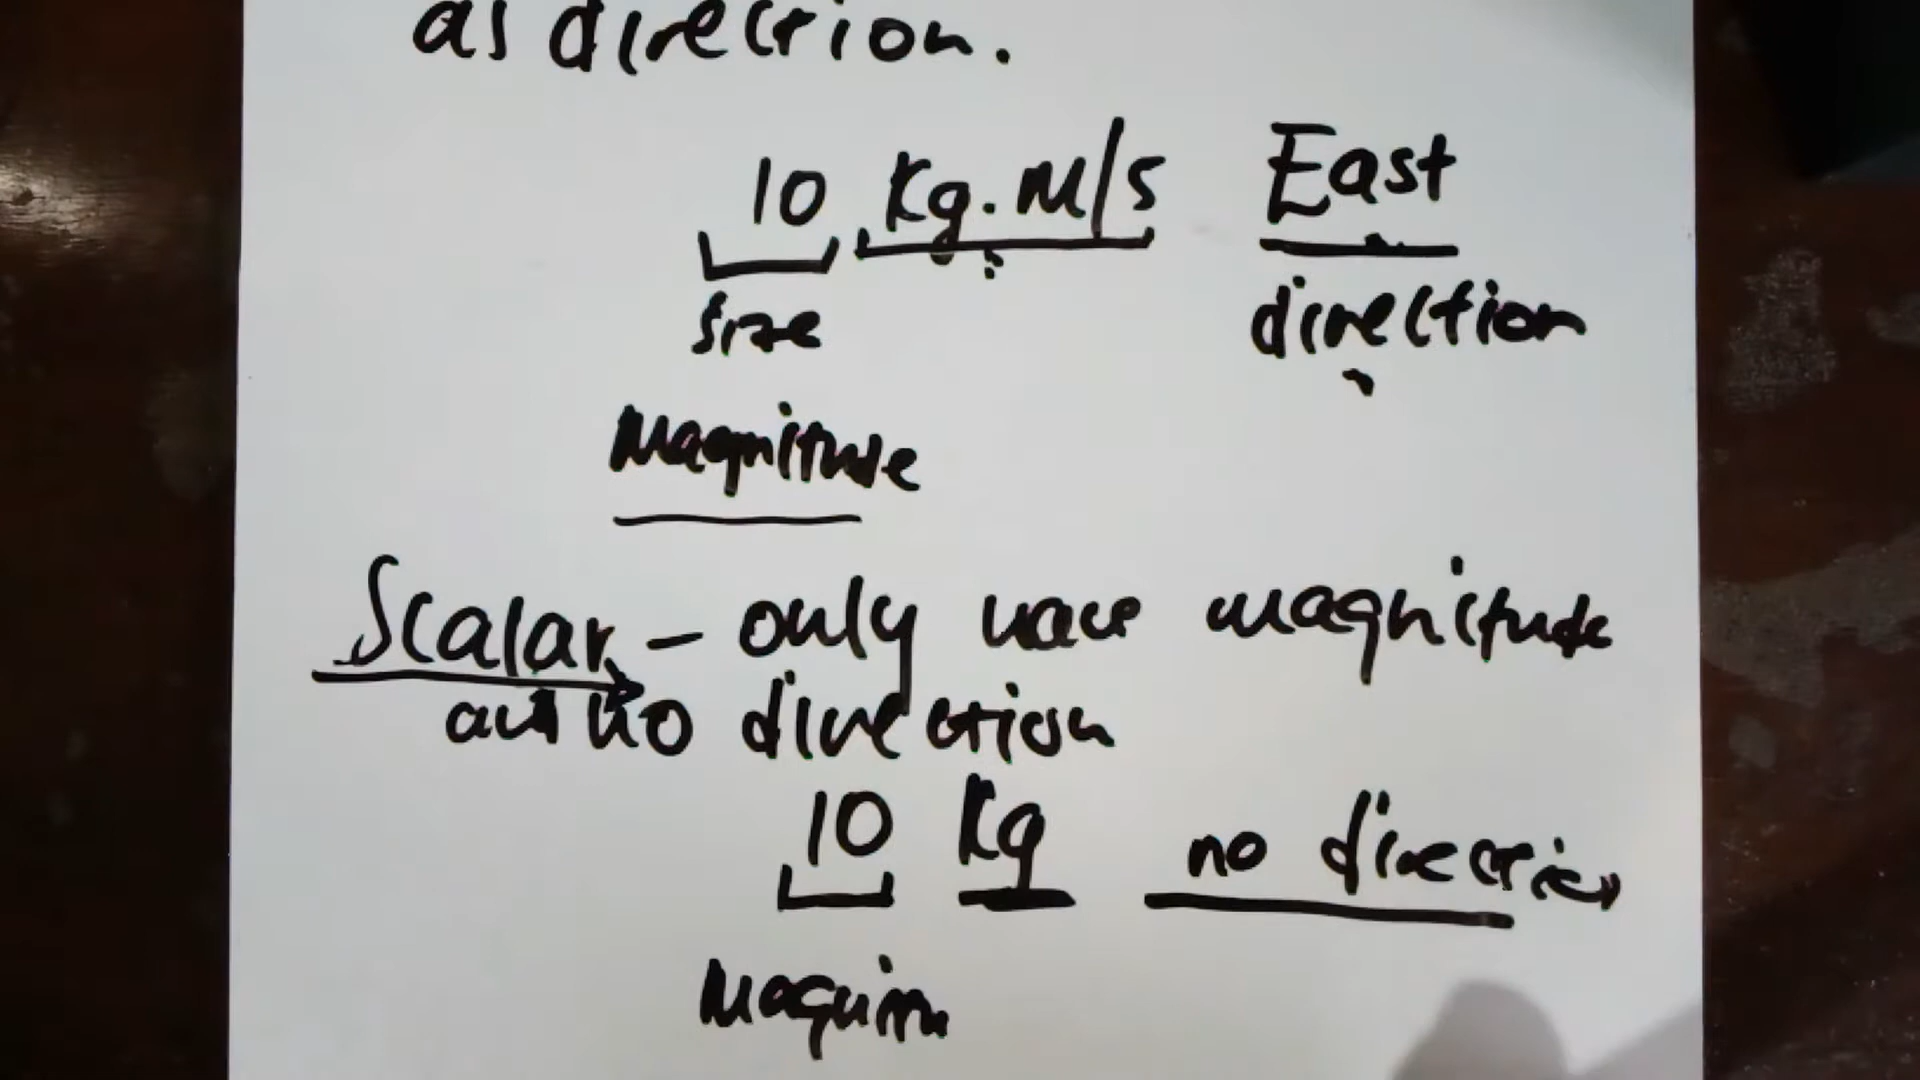 as direction.
10 Kg.M/s East
size direction
Magnitude
Scalar - only have magnitude
and no direction
10 Kg no direction